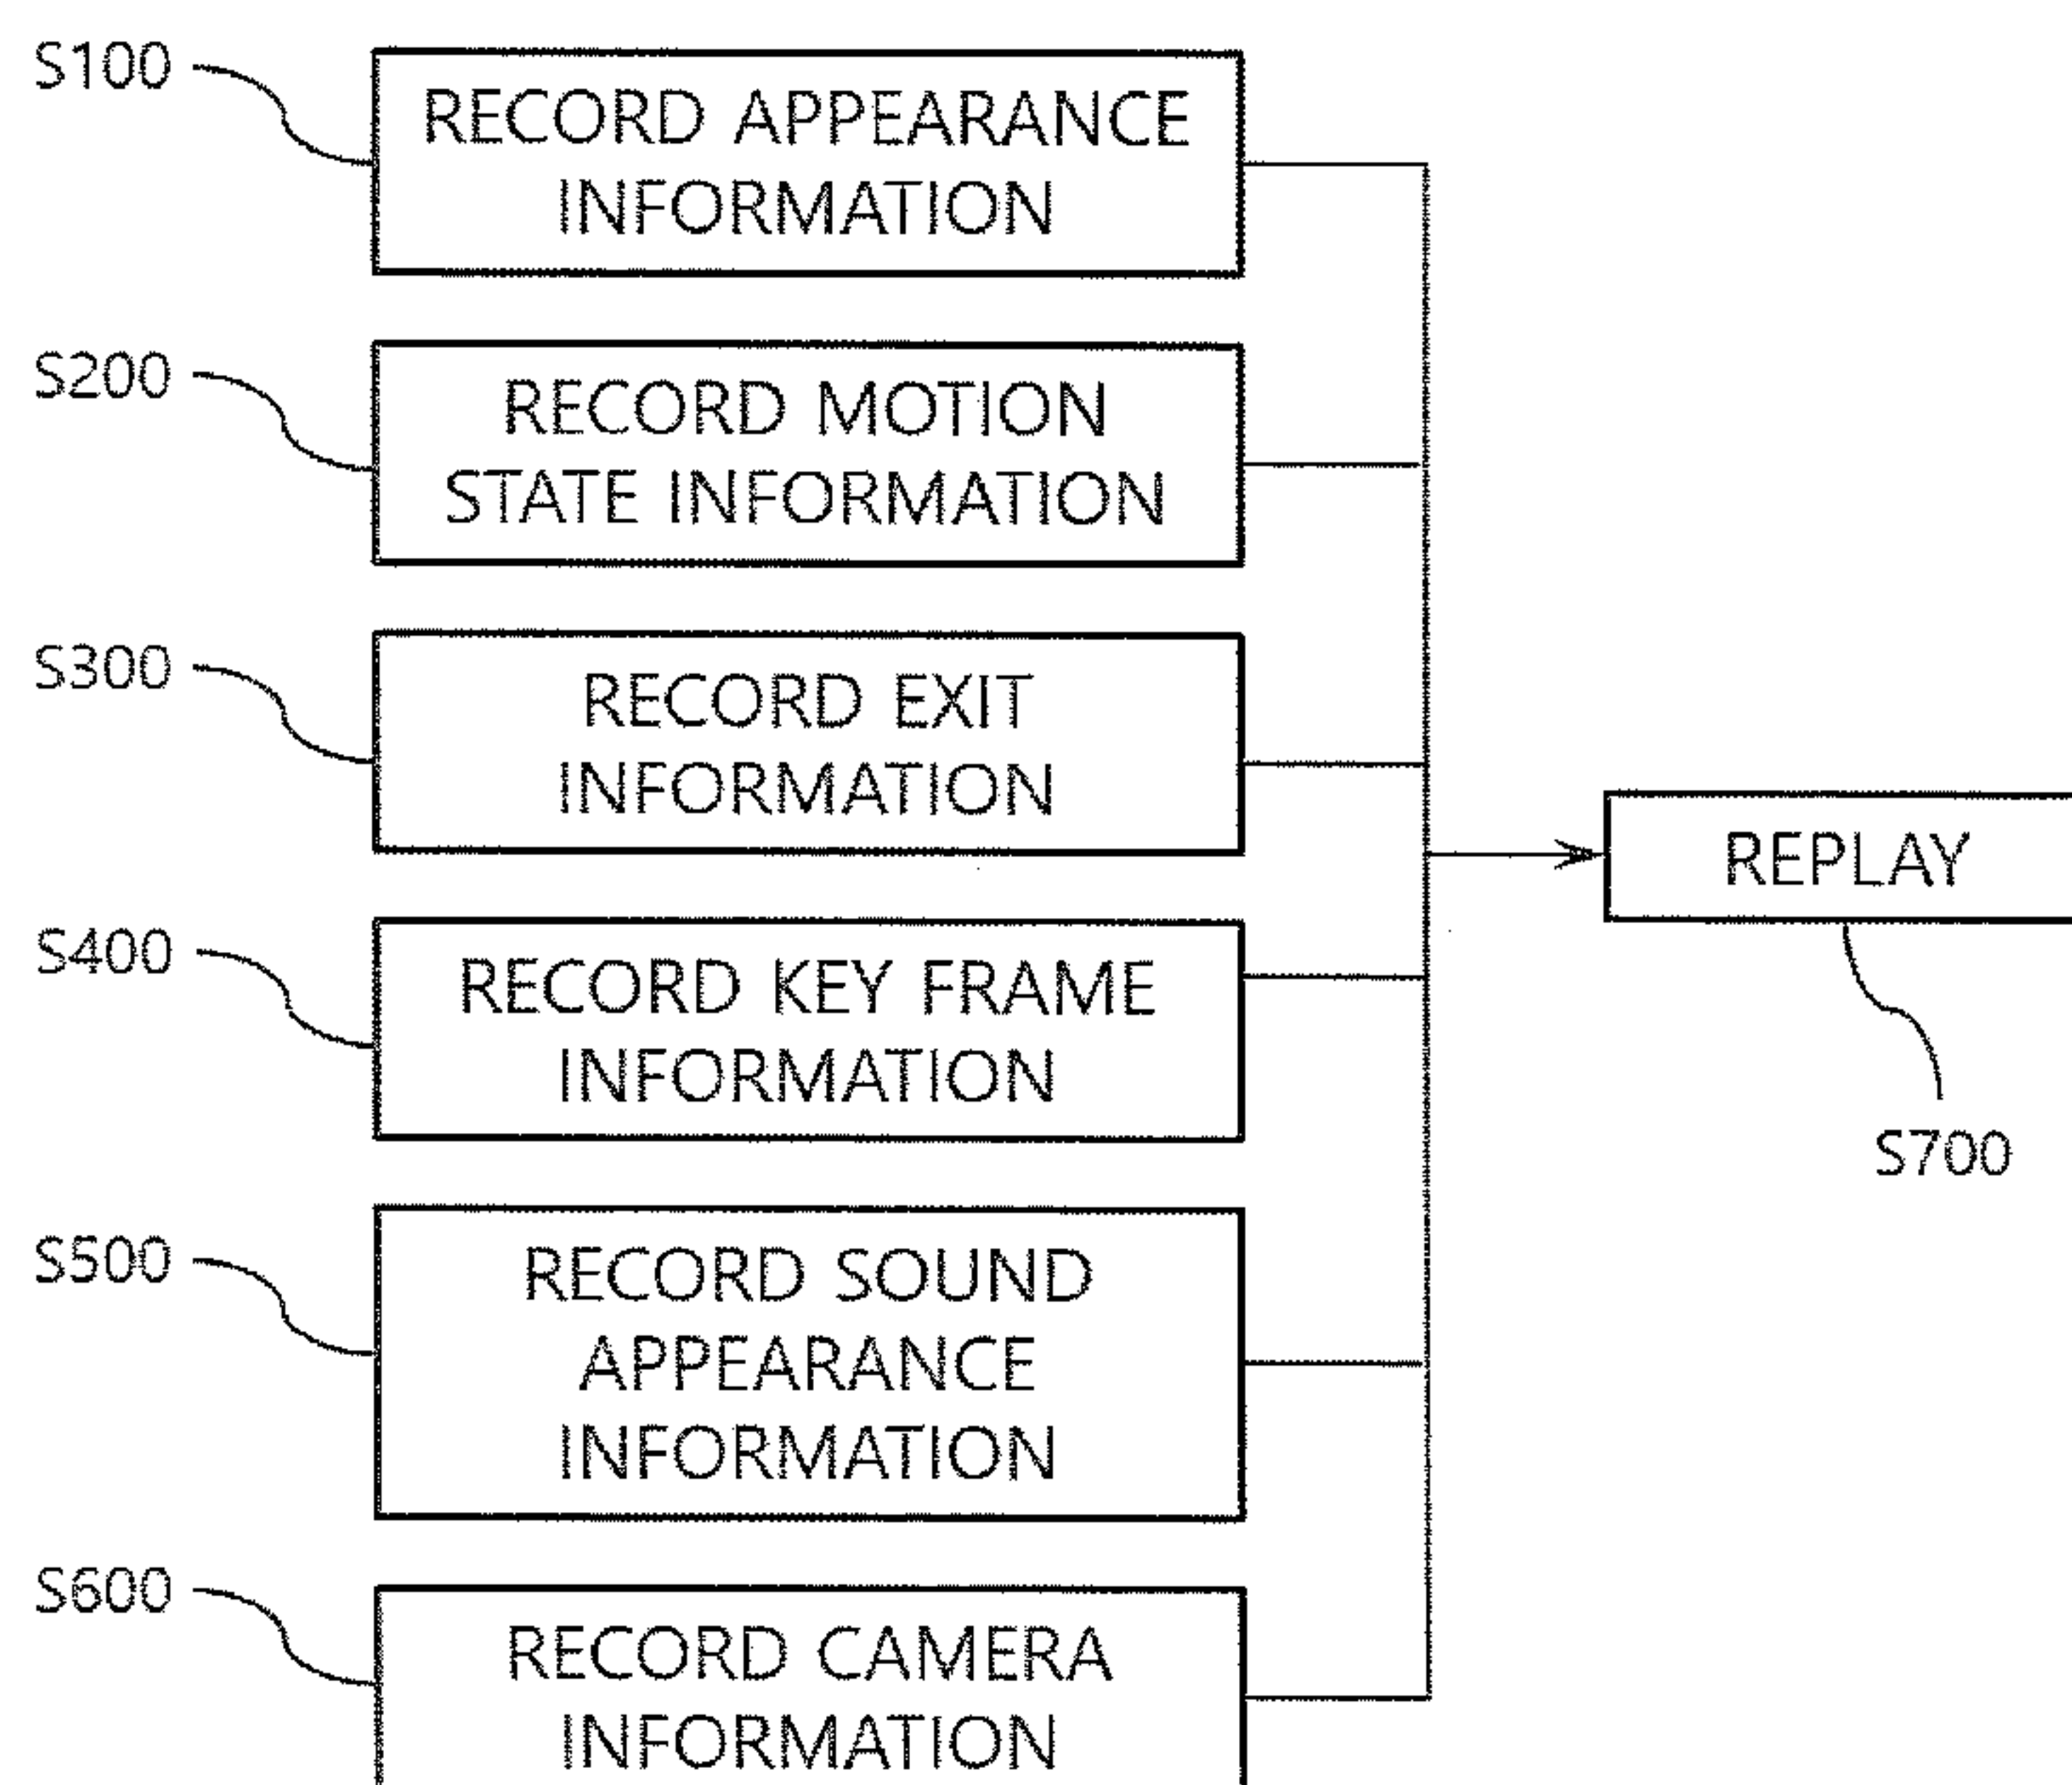 S100
RECORD APPEARANCE
INFORMATION
S200
RECORD MOTION
STATE INFORMATION
S300
RECORD EXIT
INFORMATION
REPLAY
S400
RECORD KEY FRAME
INFORMATION
S700
S500
RECORD SOUND
APPEARANCE
INFORMATION
S600
RECORD CAMERA
INFORMATION